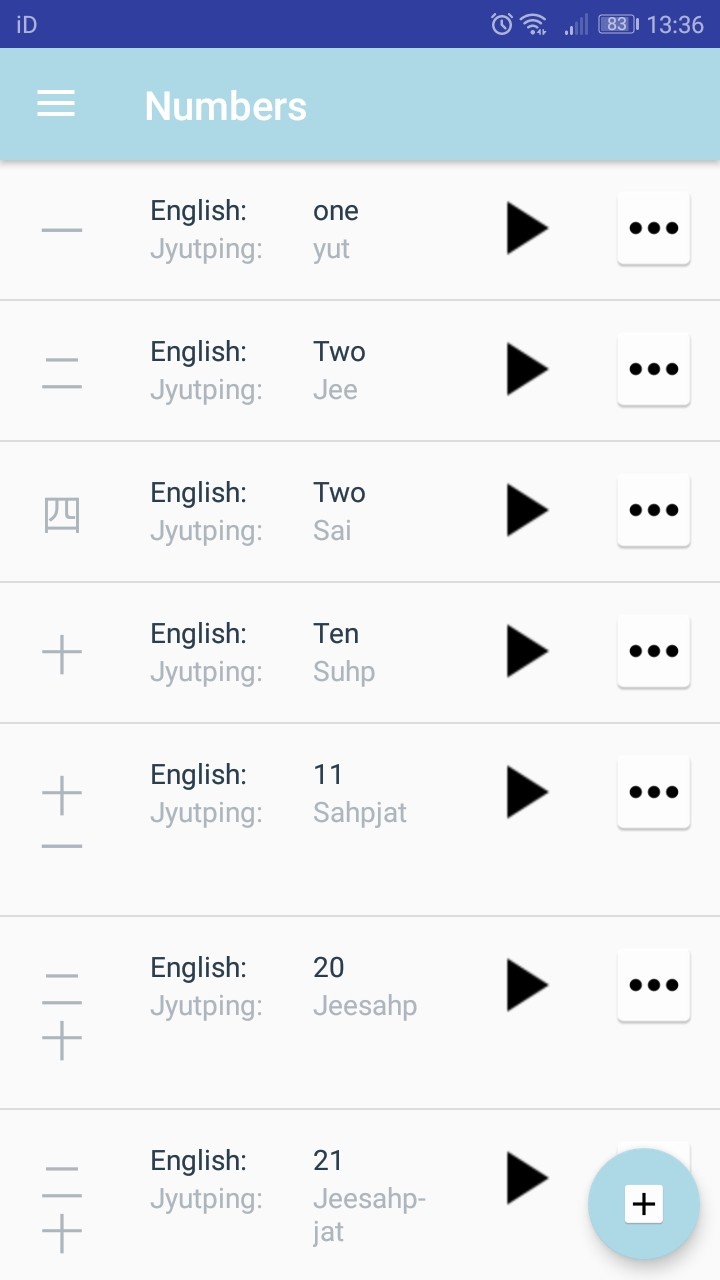 iD 83 13:36
Numbers
一 English: one
Jyutping: yut
二 English: Two
Jyutping: Jee
四 English: Two
Jyutping: Sai
十 English: Ten
Jyutping: Suhp
十 English: 11
一 Jyutping: Sahpjat
二 English: 20
十 Jyutping: Jeesahp
二 English: 21
十 Jyutping: Jeesahp-
jat